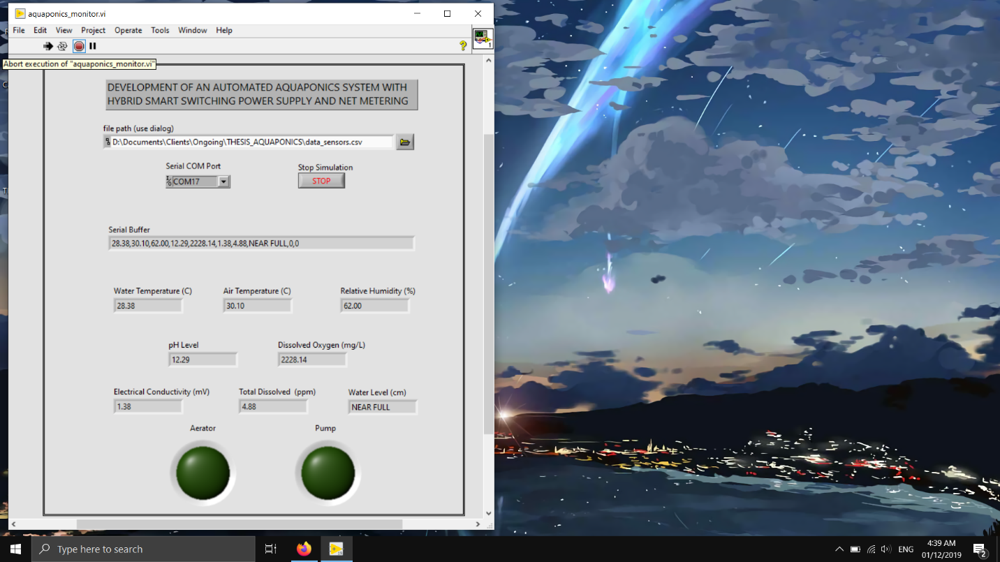 aquaponics_monitor.vi
File Edit View Project Operate Tools Window Help
1
Abort execution of "aquaponics_monitor.vi"
DEVELOPMENT OF AN AUTOMATED AQUAPONICS SYSTEM WITH
HYBRID SMART SWITCHING POWER SUPPLY AND NET METERING
file path (use dialog)
D:\Documents\Clients\Ongoing\THESIS_AQUAPONICS\data_sensors.csv
Serial COM Port Stop Simulation
COM17 STOP
Serial Buffer
28.38,30.10,62.00,12.29,2228.14,1.38,4.88,NEAR FULL,0,0
Water Temperature (C) Air Temperature (C) Relative Humidity (%)
28.38 30.10 62.00
pH Level Dissolved Oxygen (mg/L)
12.29 2228.14
Electrical Conductivity (mV) Total Dissolved (ppm) Water Level (cm)
1.38 4.88 NEAR FULL
Aerator Pump
Type here to search
ENG
4:39 AM
01/12/2019
2